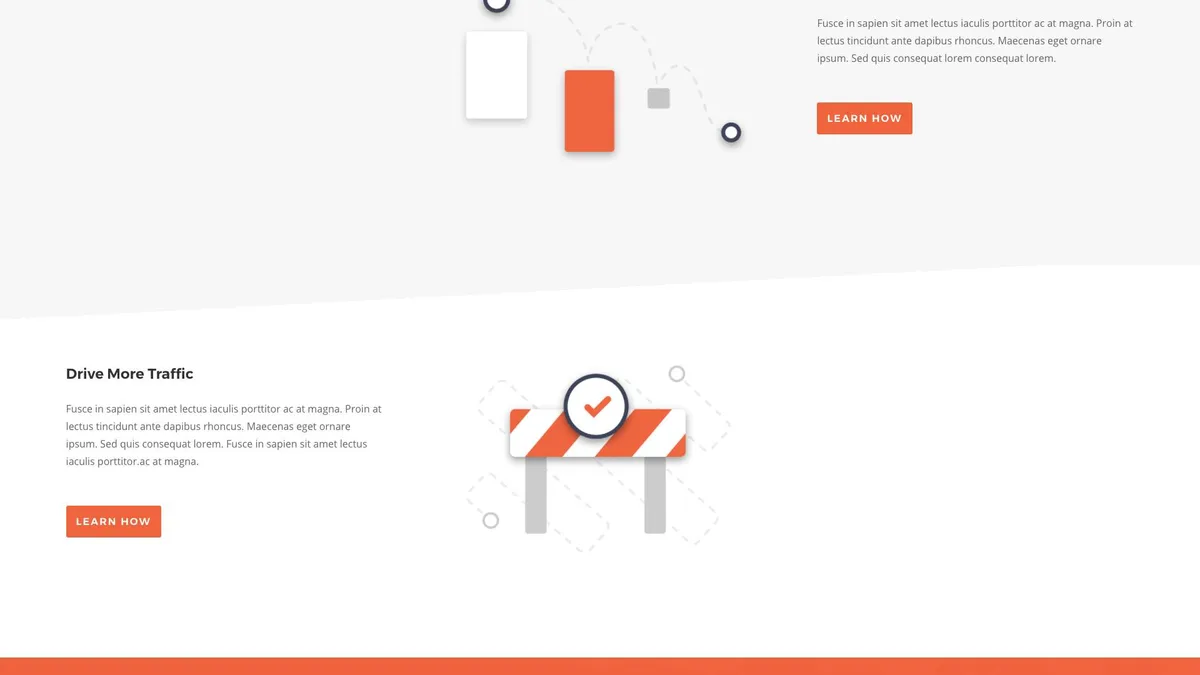 Fusce in sapien sit amet lectus iaculis porttitor ac at magna. Proin at
lectus tincidunt ante dapibus rhoncus. Maecenas eget ornare
ipsum. Sed quis consequat lorem consequat lorem.
LEARN HOW
Drive More Traffic
Fusce in sapien sit amet lectus iaculis porttitor ac at magna. Proin at
lectus tincidunt ante dapibus rhoncus. Maecenas eget ornare
ipsum. Sed quis consequat lorem. Fusce in sapien sit amet lectus
iaculis porttitor.ac at magna.
LEARN HOW